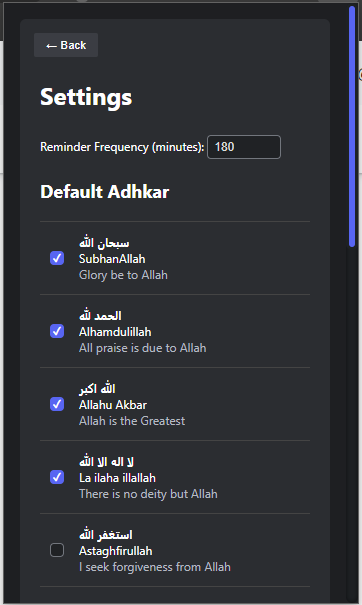 ← Back
Settings
Reminder Frequency (minutes): 180
Default Adhkar
سبحان الله
SubhanAllah
Glory be to Allah
الحمد لله
Alhamdulillah
All praise is due to Allah
الله اكبر
Allahu Akbar
Allah is the Greatest
لا اله الا الله
La ilaha illallah
There is no deity but Allah
استغفر الله
Astaghfirullah
I seek forgiveness from Allah